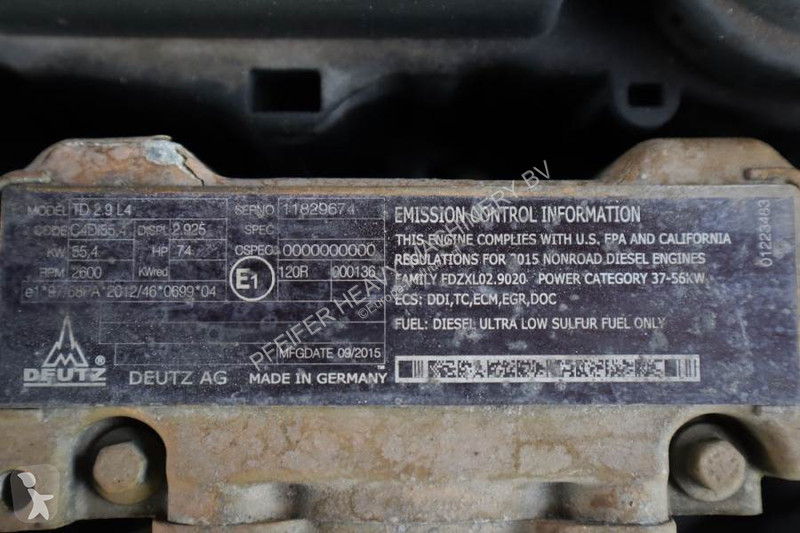 MODEL TD 2.9 L4 SERNO 11829674
CODE C4DI55,4 DISPL 2.925 SPEC
KW 55,4 HP 74 OSPEC 0000000000
RPM 2600 KWred E1 120R 900136
2012/46*0699*04
MFGDATE 09/2015
DEUTZ ® DEUTZ AG MADE IN GERMANY
EMISSION CONTROL INFORMATION
THIS ENGINE COMPLIES WITH U.S. EPA AND CALIFORNIA
REGULATIONS FOR 2015 NONROAD DIESEL ENGINES
FAMILY FDZXL02.9020 POWER CATEGORY 37-56KW
ECS: DDI,TC,ECM,EGR,DOC
FUEL: DIESEL ULTRA LOW SULFUR FUEL ONLY
01223483
PFEIFER HEAVY MACHINERY BV